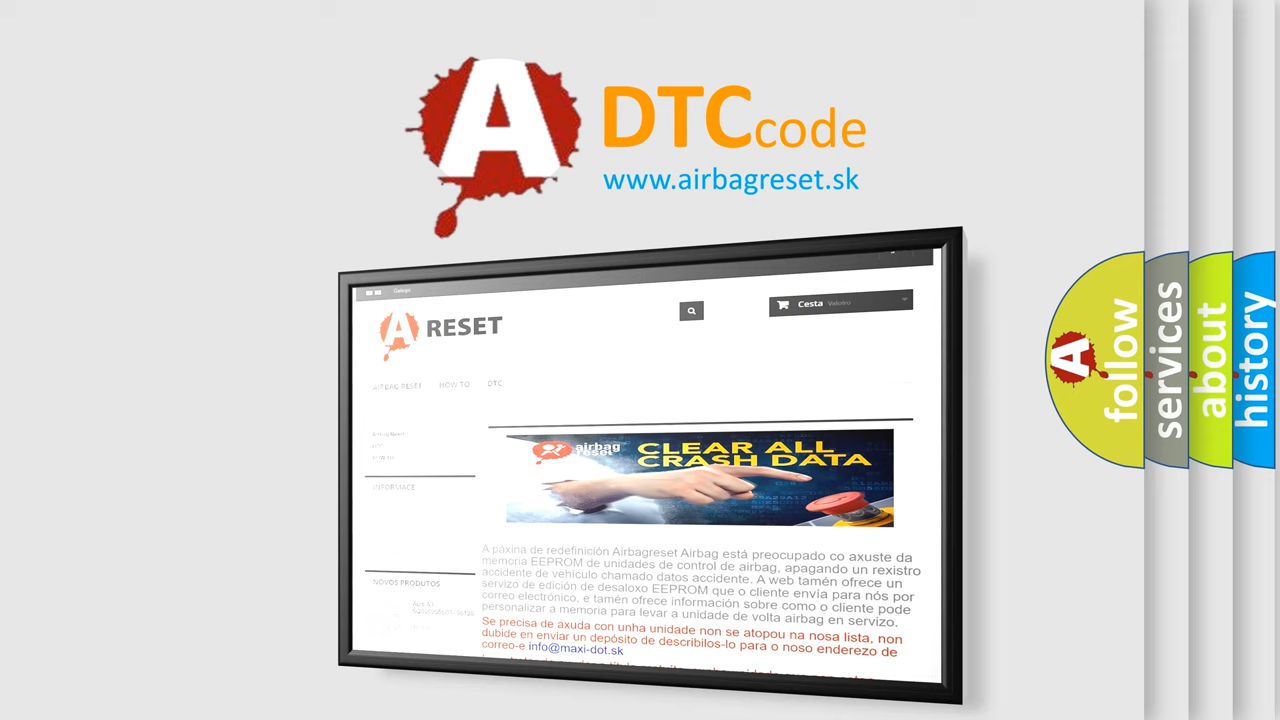 A
DTCcode
www.airbagreset.sk
Galego
A RESET
Cesta Valeiro
AIRBAG RESET HOW TO DTC
HOW TO
INFORMACE
airbag
reset
CLEAR ALL
CRASH DATA
A páxina de redefinición Airbagreset Airbag está preocupado co axuste da
memoria EEPROM de unidades de control de airbag, apagando un rexistro
accidente de vehículo chamado datos accidente. A web tamén ofrece un
servizo de edición de desaloxo EEPROM que o cliente envía para nós por
correo electrónico, e tamén ofrece información sobre como o cliente pode
personalizar a memoria para levar a unidade de volta airbag en servizo.
Se precisa de axuda con unha unidade non se atopou na nosa lista, non
dubide en enviar un depósito de describilos-lo para o noso enderezo de
correo-e info@maxi-dot.sk
NOVOS PRODUTOS
A
follow
services
about
history